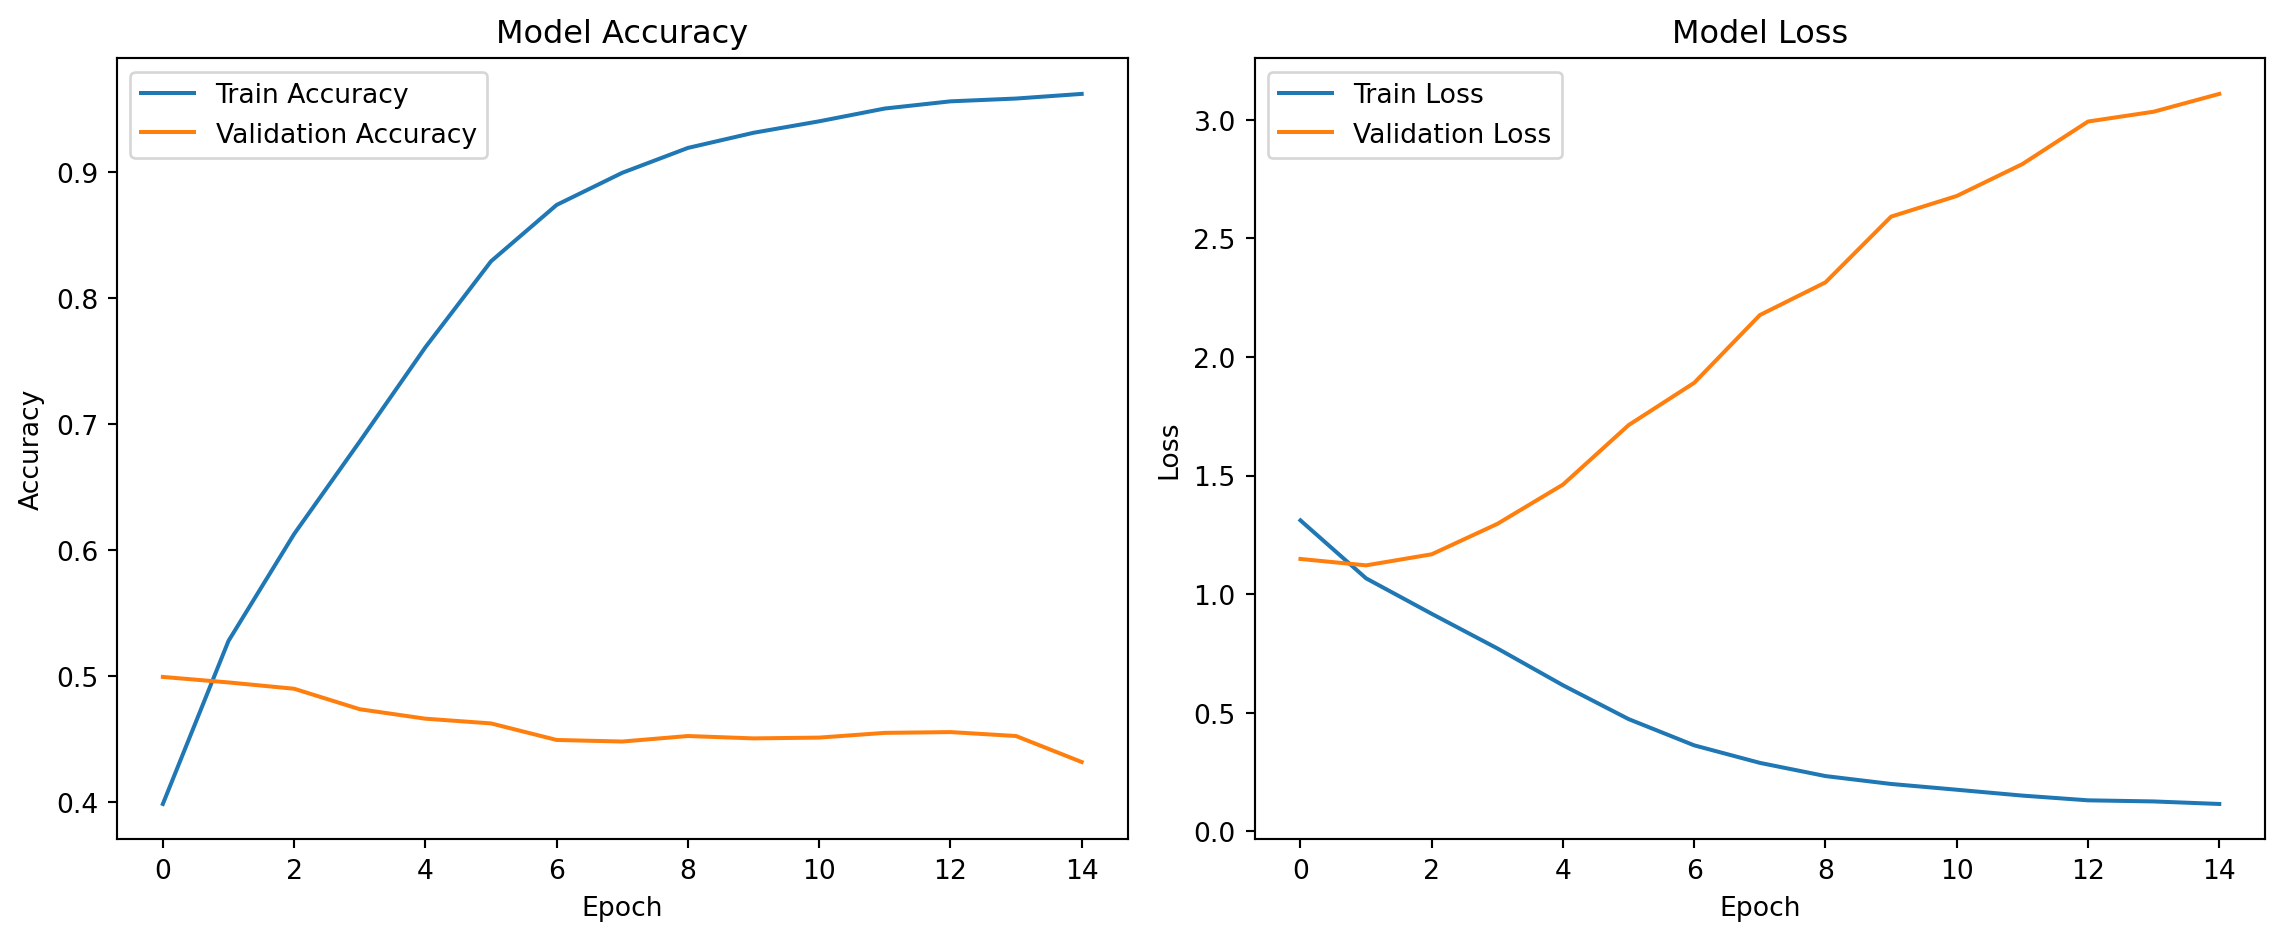 Model Accuracy
Train Accuracy
Validation Accuracy
0.9
0.8
0.7
0.6
0.5
0.4
Accuracy
0 2 4 6 8 10 12 14
Epoch
Model Loss
Train Loss
Validation Loss
3.0
2.5
2.0
1.5
1.0
0.5
0.0
Loss
0 2 4 6 8 10 12 14
Epoch